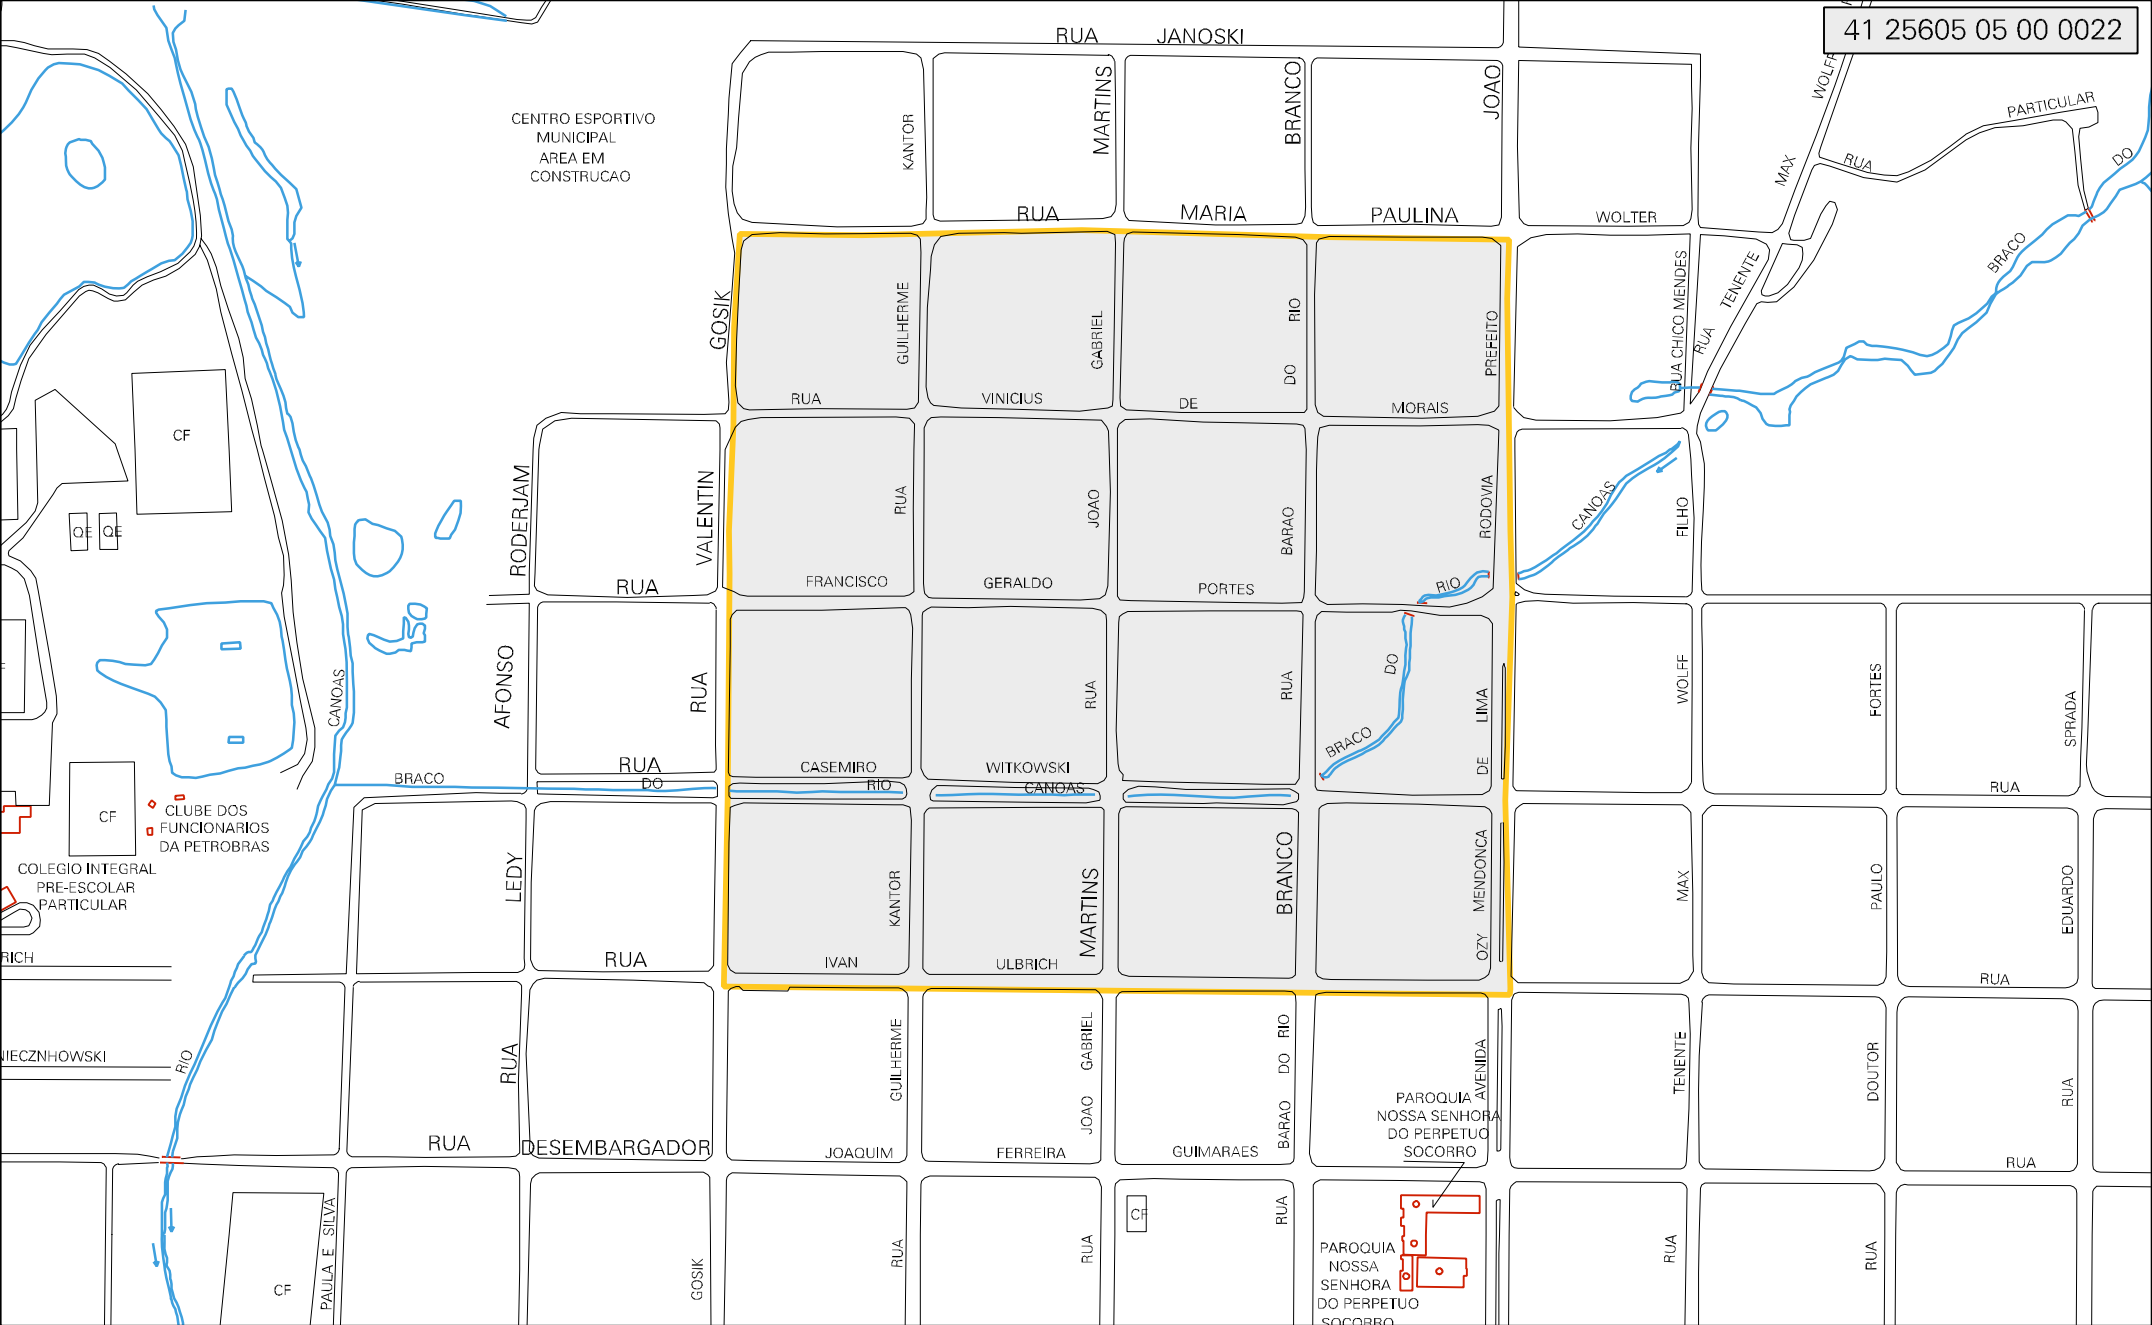 41 25605 05 00 0022
RUA JANOSKI
CENTRO ESPORTIVO
MUNICIPAL
AREA EM
CONSTRUCAO
KANTOR
MARTINS
BRANCO
JOAO
WOLFF
PARTICULAR
MAX
RUA
DO
RUA MARIA PAULINA WOLTER
BRACO
GOSIK
GUILHERME
GABRIEL
RIO
DO
PREFEITO
RUA CHICO MENDES
TENENTE
RUA
RUA VINICIUS DE MORAIS
CF
RODERJAM
VALENTIN
RUA
JOAO
BARAO
RODOVIA
CANOAS
FILHO
QE QE
RUA FRANCISCO GERALDO PORTES
RIO
AFONSO
RUA
RUA
RUA
DO
LIMA
WOLFF
FORTES
SPRADA
CANOAS
BRACO
DE
RUA CASEMIRO WITKOWSKI RUA
BRACO DO RIO CANOAS
CF
CLUBE DOS
FUNCIONARIOS
DA PETROBRAS
COLEGIO INTEGRAL
PRE-ESCOLAR
PARTICULAR
LEDY
KANTOR
MARTINS
BRANCO
MENDONCA
OZY
MAX
PAULO
EDUARDO
RICH
RUA IVAN ULBRICH RUA
NIECZNHOWSKI
RIO
RUA
GUILHERME
GABRIEL
JOAO
RIO
DO
BARAO
AVENIDA
TENENTE
DOUTOR
RUA
PAROQUIA
NOSSA SENHORA
DO PERPETUO
SOCORRO
RUA DESEMBARGADOR JOAQUIM FERREIRA GUIMARAES RUA
CF
PAULA E SILVA
GOSIK
RUA
RUA
CF
RUA
PAROQUIA
NOSSA
SENHORA
DO PERPETUO
SOCORRO
RUA
RUA